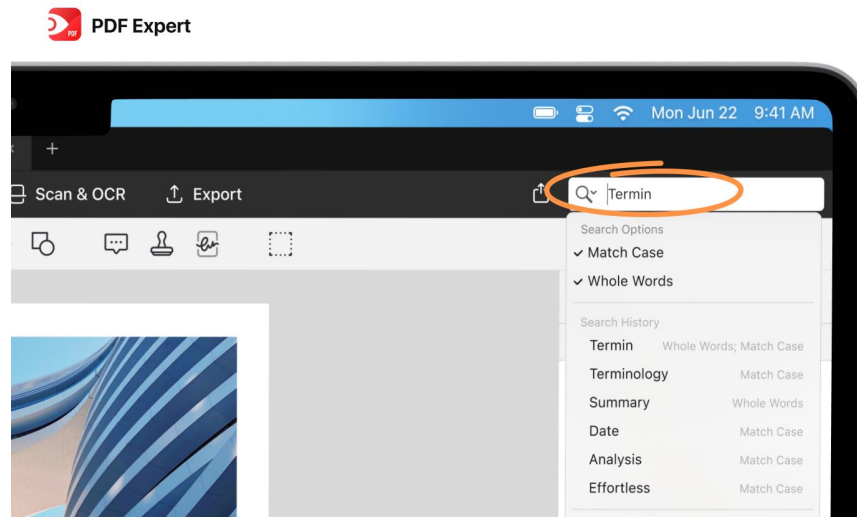 PDF
PDF Expert
Mon Jun 22 9:41 AM
+
Scan & OCR Export
Termin
Search Options
Match Case
Whole Words
Search History
Termin Whole Words; Match Case
Terminology Match Case
Summary Whole Words
Date Match Case
Analysis Match Case
Effortless Match Case